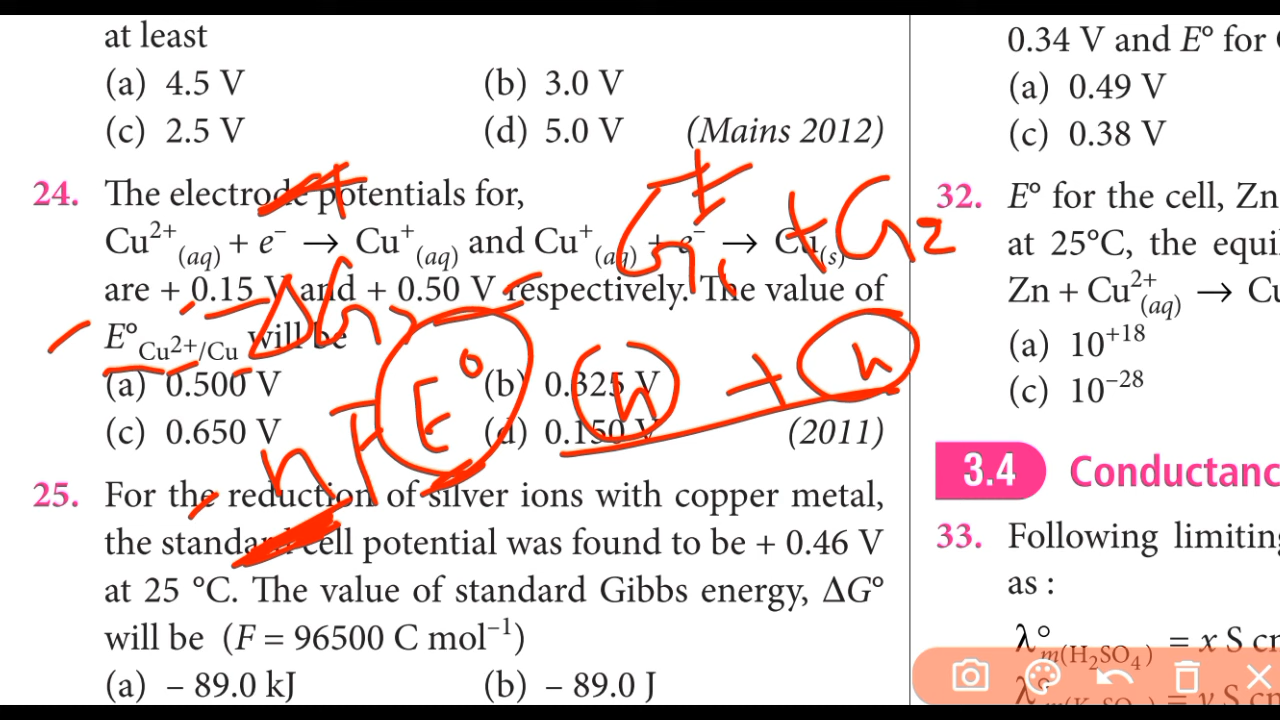 at least
(a) 4.5 V (b) 3.0 V
(c) 2.5 V (d) 5.0 V (Mains 2012)
24. The electrode potentials for,
Cu²⁺(aq) + e⁻ → Cu⁺(aq) and Cu⁺(aq) + e⁻ → Cu(s)
are + 0.15 V and + 0.50 V respectively. The value of
E°Cu²⁺/Cu will be
(a) 0.500 V (b) 0.325 V
(c) 0.650 V (d) 0.150 V (2011)
25. For the reduction of silver ions with copper metal,
the standard cell potential was found to be + 0.46 V
at 25 °C. The value of standard Gibbs energy, ΔG°
will be (F = 96500 C mol⁻¹)
(a) – 89.0 kJ (b) – 89.0 J
G₁ + G₂
ΔG
nFE°
n + n
0.34 V and E° for
(a) 0.49 V
(c) 0.38 V
32. E° for the cell, Zn
at 25°C, the
Zn + Cu²⁺(aq) →
(a) 10⁺¹⁸
(c) 10⁻²⁸
3.4
33. Following
as :
λ°m(H₂SO₄) = x S